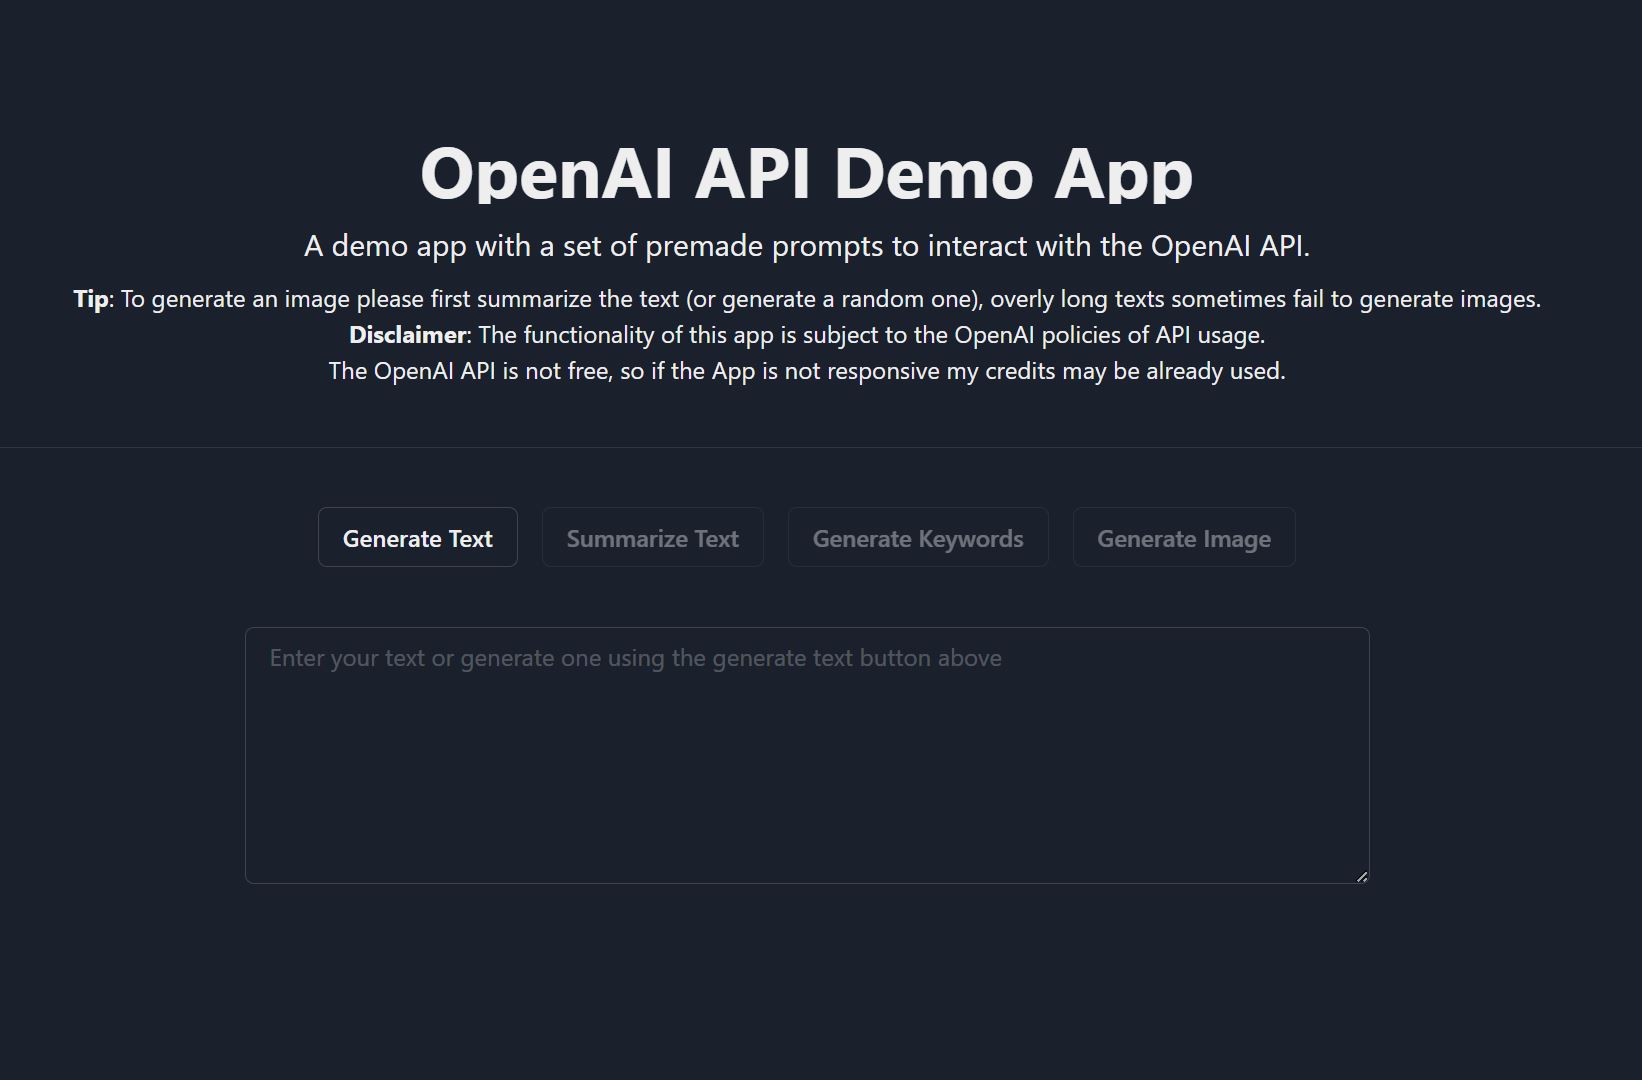 OpenAI API Demo App
A demo app with a set of premade prompts to interact with the OpenAI API.
Tip: To generate an image please first summarize the text (or generate a random one), overly long texts sometimes fail to generate images.
Disclaimer: The functionality of this app is subject to the OpenAI policies of API usage.
The OpenAI API is not free, so if the App is not responsive my credits may be already used.
Generate Text
Summarize Text
Generate Keywords
Generate Image
Enter your text or generate one using the generate text button above